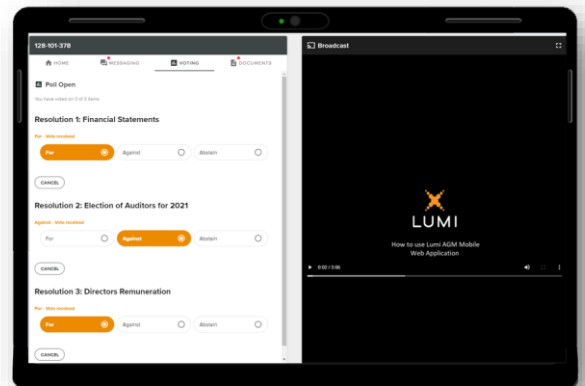 128-101-378
HOME MESSAGING VOTING DOCUMENTS
Poll Open
You have voted on 3 of 3 items
Resolution 1: Financial Statements
For - Vote received
For Against Abstain
CANCEL
Resolution 2: Election of Auditors for 2021
Against - Vote received
For Against Abstain
CANCEL
Resolution 3: Directors Remuneration
For - Vote received
For Against Abstain
CANCEL
Broadcast
LUMI
How to use Lumi AGM Mobile
Web Application
0:02 / 3:06